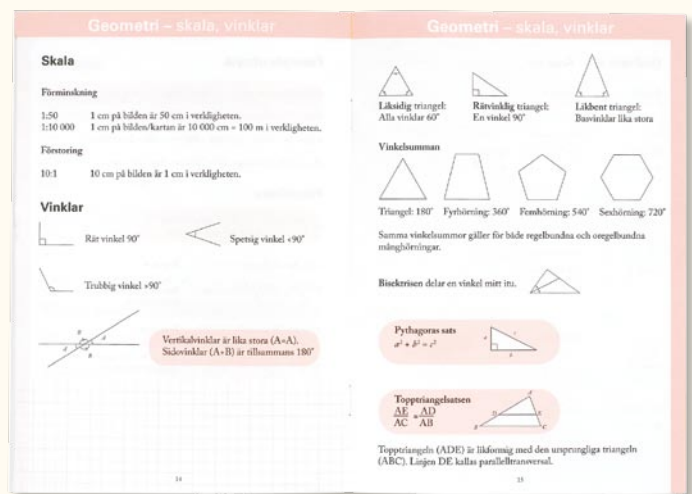 Geometri – skala, vinklar
Skala
Förminskning
1:50 1 cm på bilden är 50 cm i verkligheten.
1:10 000 1 cm på bilden/kartan är 10 000 cm = 100 m i verkligheten.
Förstoring
10:1 10 cm på bilden är 1 cm i verkligheten.
Vinklar
Rät vinkel 90°
Spetsig vinkel <90°
Trubbig vinkel >90°
Vertikalvinklar är lika stora (A=A).
Sidovinklar (A+B) är tillsammans 180°
14
Geometri – skala, vinklar
Liksidig triangel:
Alla vinklar 60°
Rätvinklig triangel:
En vinkel 90°
Likbent triangel:
Basvinklar lika stora
Vinkelsumman
Triangel: 180° Fyrhörning: 360° Femhörning: 540° Sexhörning: 720°
Samma vinkelsummor gäller för både regelbundna och oregelbundna
månghörningar.
Bisektrisen delar en vinkel mitt itu.
Pythagoras sats
a² + b² = c²
Topptriangelsatsen
AE/AC = AD/AB
Topptriangeln (ADE) är likformig med den ursprungliga triangeln
(ABC). Linjen DE kallas parallelltransversal.
15